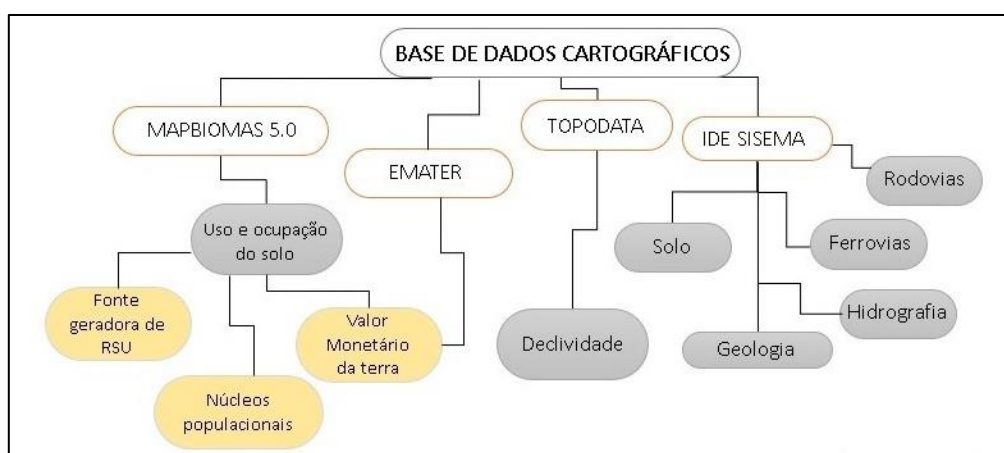 BASE DE DADOS CARTOGRÁFICOS
MAPBIOMAS 5.0
EMATER
TOPODATA
IDE SISEMA
Rodovias
Uso e ocupação
do solo
Solo
Ferrovias
Fonte
geradora de
RSU
Valor
Monetário
da terra
Declividade
Hidrografia
Geologia
Núcleos
populacionais